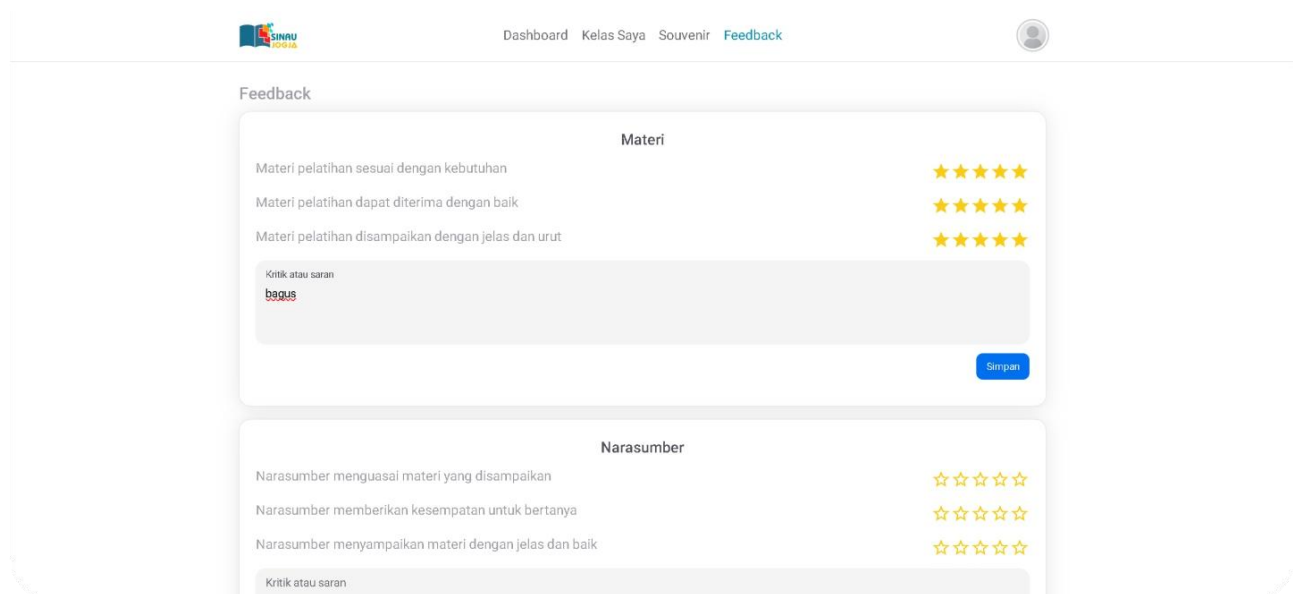 SINAU
JOGJA
Dashboard Kelas Saya Souvenir Feedback
Feedback
Materi
Materi pelatihan sesuai dengan kebutuhan
Materi pelatihan dapat diterima dengan baik
Materi pelatihan disampaikan dengan jelas dan urut
Kritik atau saran
bagus
Simpan
Narasumber
Narasumber menguasai materi yang disampaikan
Narasumber memberikan kesempatan untuk bertanya
Narasumber menyampaikan materi dengan jelas dan baik
Kritik atau saran